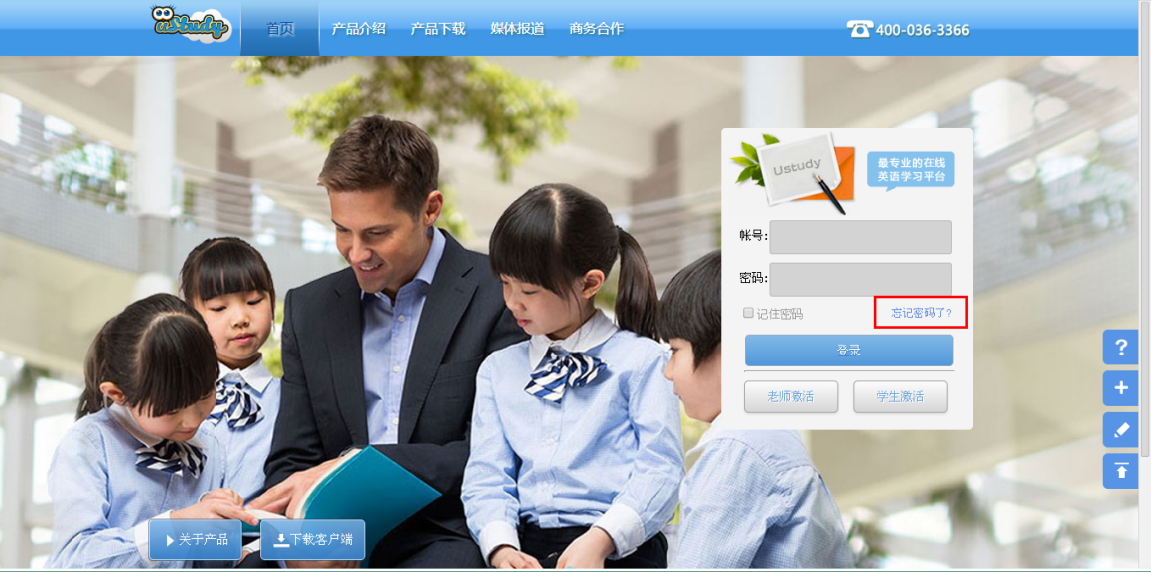 uStudy
首页
产品介绍
产品下载
媒体报道
商务合作
400-036-3366
Ustudy
最专业的在线
英语学习平台
帐号:
密码:
记住密码
忘记密码了?
登录
老师激活
学生激活
?
+
关于产品
下载客户端